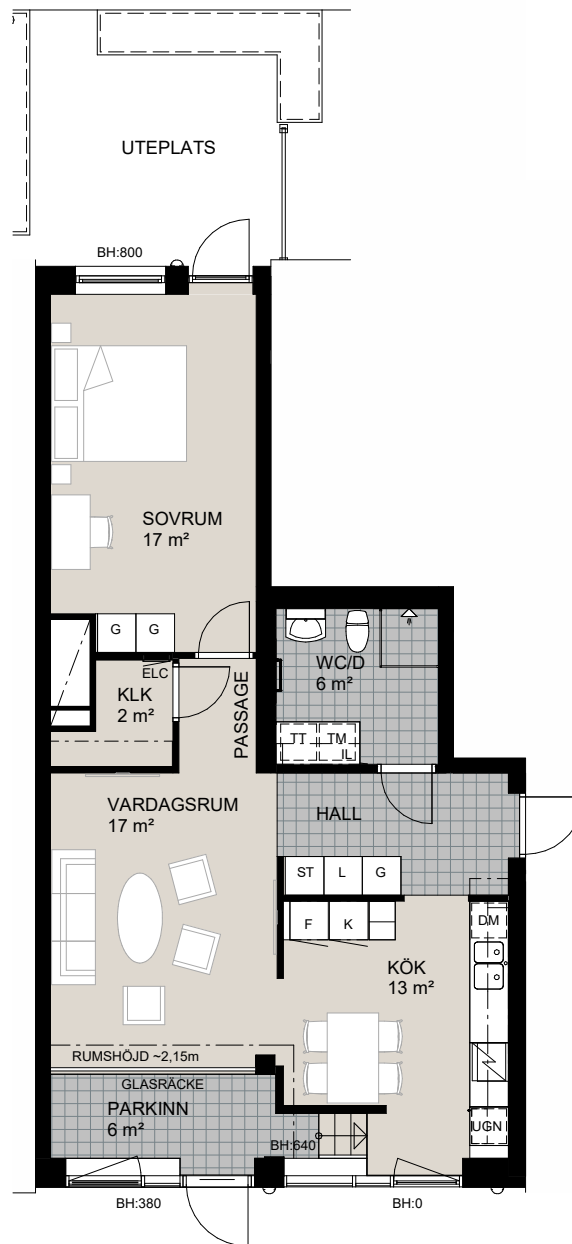 UTEPLATS
BH:800
SOVRUM
17 m²
G
G
ELC
KLK
2 m²
PASSAGE
WC/D
6 m²
TT
TM
IL
VARDAGSRUM
17 m²
HALL
ST
L
G
F
K
DM
KÖK
13 m²
RUMSHÖJD ~2,15m
GLASRÄCKE
PARKINN
6 m²
UGN
BH:640
BH:380
BH:0